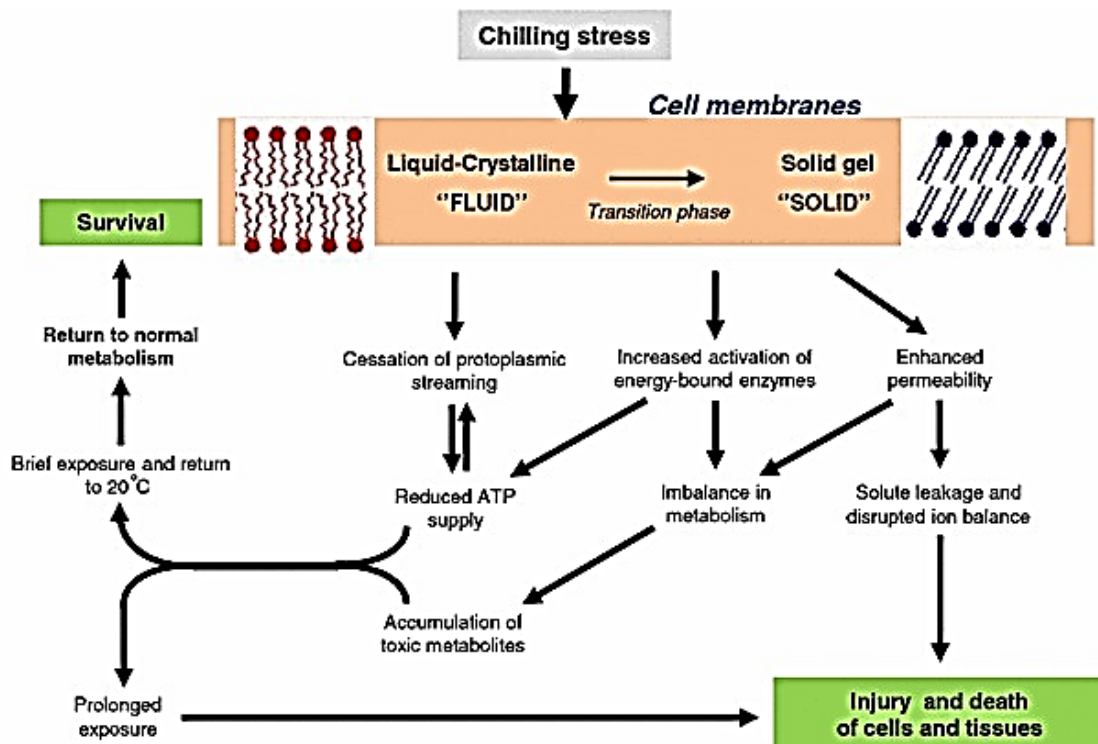 Chilling stress
Cell membranes
Liquid-Crystalline
‘’FLUID’’
Transition phase
Solid gel
‘’SOLID’’
Survival
Return to normal
metabolism
Brief exposure and return
to 20°C
Cessation of protoplasmic
streaming
Increased activation of
energy-bound enzymes
Enhanced
permeability
Reduced ATP
supply
Imbalance in
metabolism
Solute leakage and
disrupted ion balance
Accumulation of
toxic metabolites
Prolonged
exposure
Injury and death
of cells and tissues